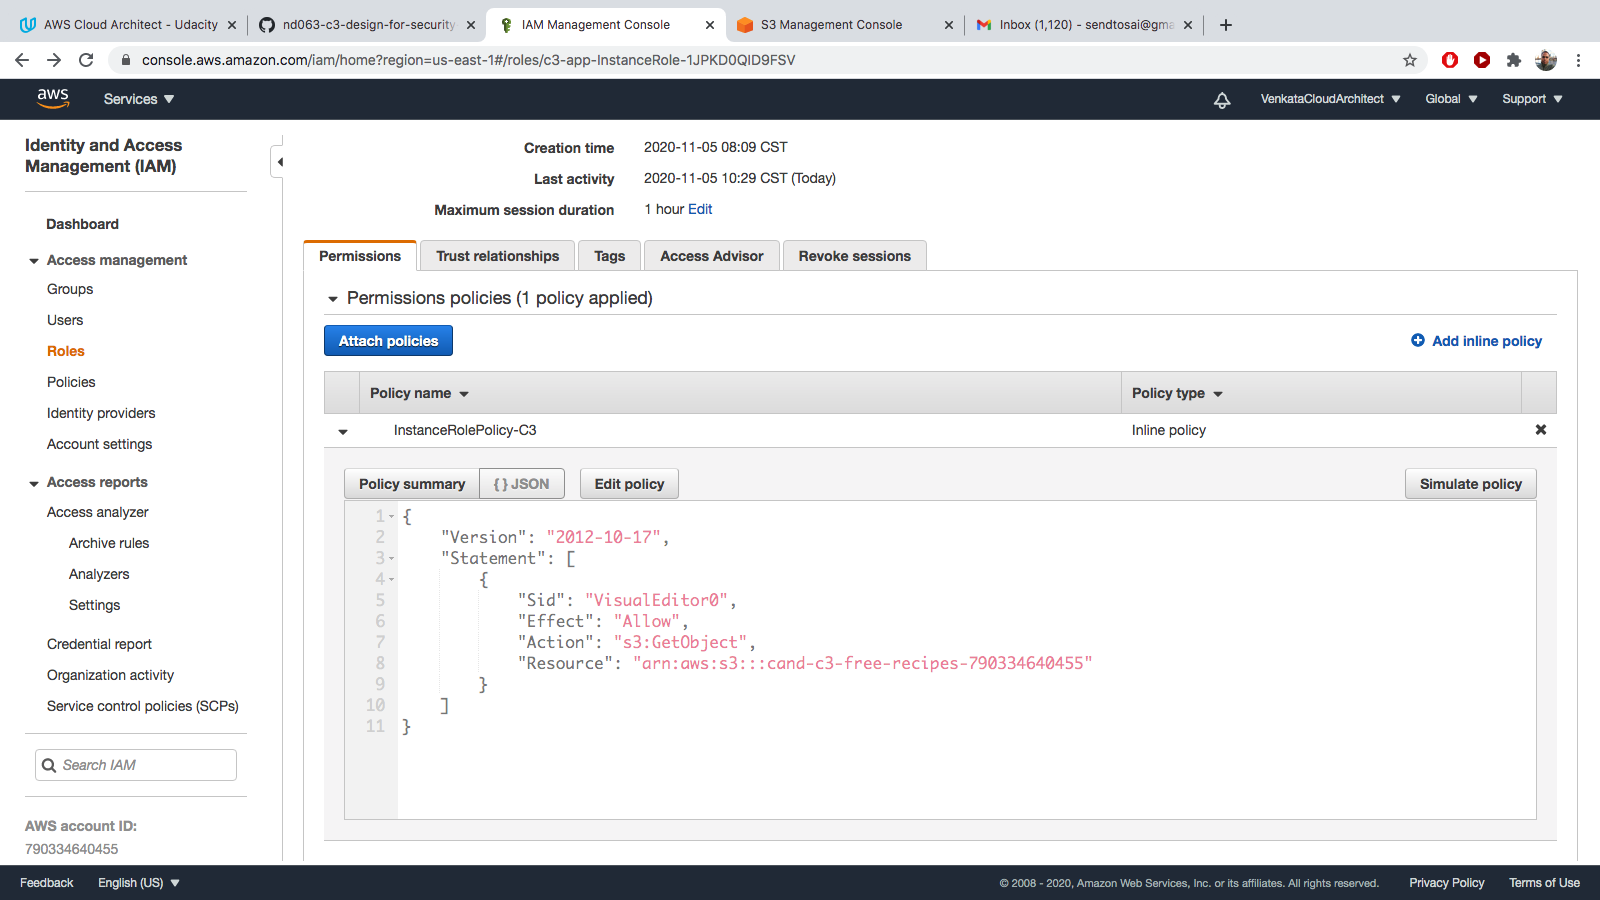 AWS Cloud Architect - Udacity
nd063-c3-design-for-security
IAM Management Console
S3 Management Console
Inbox (1,120) - sendtosai@gma
console.aws.amazon.com/iam/home?region=us-east-1#/roles/c3-app-InstanceRole-1JPKD0QID9FSV
aws
Services
VenkataCloudArchitect
Global
Support
Identity and Access
Management (IAM)
Dashboard
Access management
Groups
Users
Roles
Policies
Identity providers
Account settings
Access reports
Access analyzer
Archive rules
Analyzers
Settings
Credential report
Organization activity
Service control policies (SCPs)
Search IAM
AWS account ID:
790334640455
Creation time 2020-11-05 08:09 CST
Last activity 2020-11-05 10:29 CST (Today)
Maximum session duration 1 hour Edit
Permissions Trust relationships Tags Access Advisor Revoke sessions
Permissions policies (1 policy applied)
Attach policies
Add inline policy
Policy name Policy type
InstanceRolePolicy-C3 Inline policy
Policy summary { } JSON Edit policy Simulate policy
1 {
2 "Version": "2012-10-17",
3 "Statement": [
4 {
5 "Sid": "VisualEditor0",
6 "Effect": "Allow",
7 "Action": "s3:GetObject",
8 "Resource": "arn:aws:s3:::cand-c3-free-recipes-790334640455"
9 }
10 ]
11 }
Feedback English (US)
© 2008 - 2020, Amazon Web Services, Inc. or its affiliates. All rights reserved. Privacy Policy Terms of Use